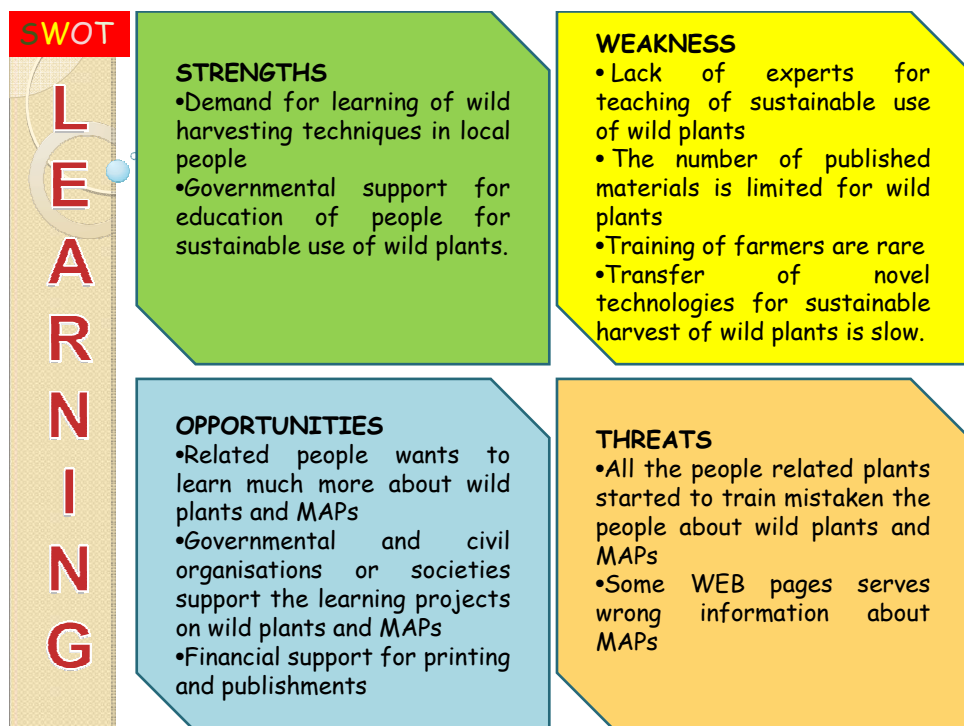 SWOT
LEARNING
STRENGTHS
•Demand for learning of wild
harvesting techniques in local
people
•Governmental support for
education of people for
sustainable use of wild plants.
WEAKNESS
• Lack of experts for
teaching of sustainable use
of wild plants
• The number of published
materials is limited for wild
plants
•Training of farmers are rare
•Transfer of novel
technologies for sustainable
harvest of wild plants is slow.
OPPORTUNITIES
•Related people wants to
learn much more about wild
plants and MAPs
•Governmental and civil
organisations or societies
support the learning projects
on wild plants and MAPs
•Financial support for printing
and publishments
THREATS
•All the people related plants
started to train mistaken the
people about wild plants and
MAPs
•Some WEB pages serves
wrong information about
MAPs